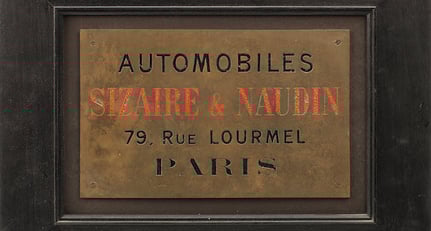 AUTOMOBILES
SIZAIRE & NAUDIN
79, RUE LOURMEL
PARIS